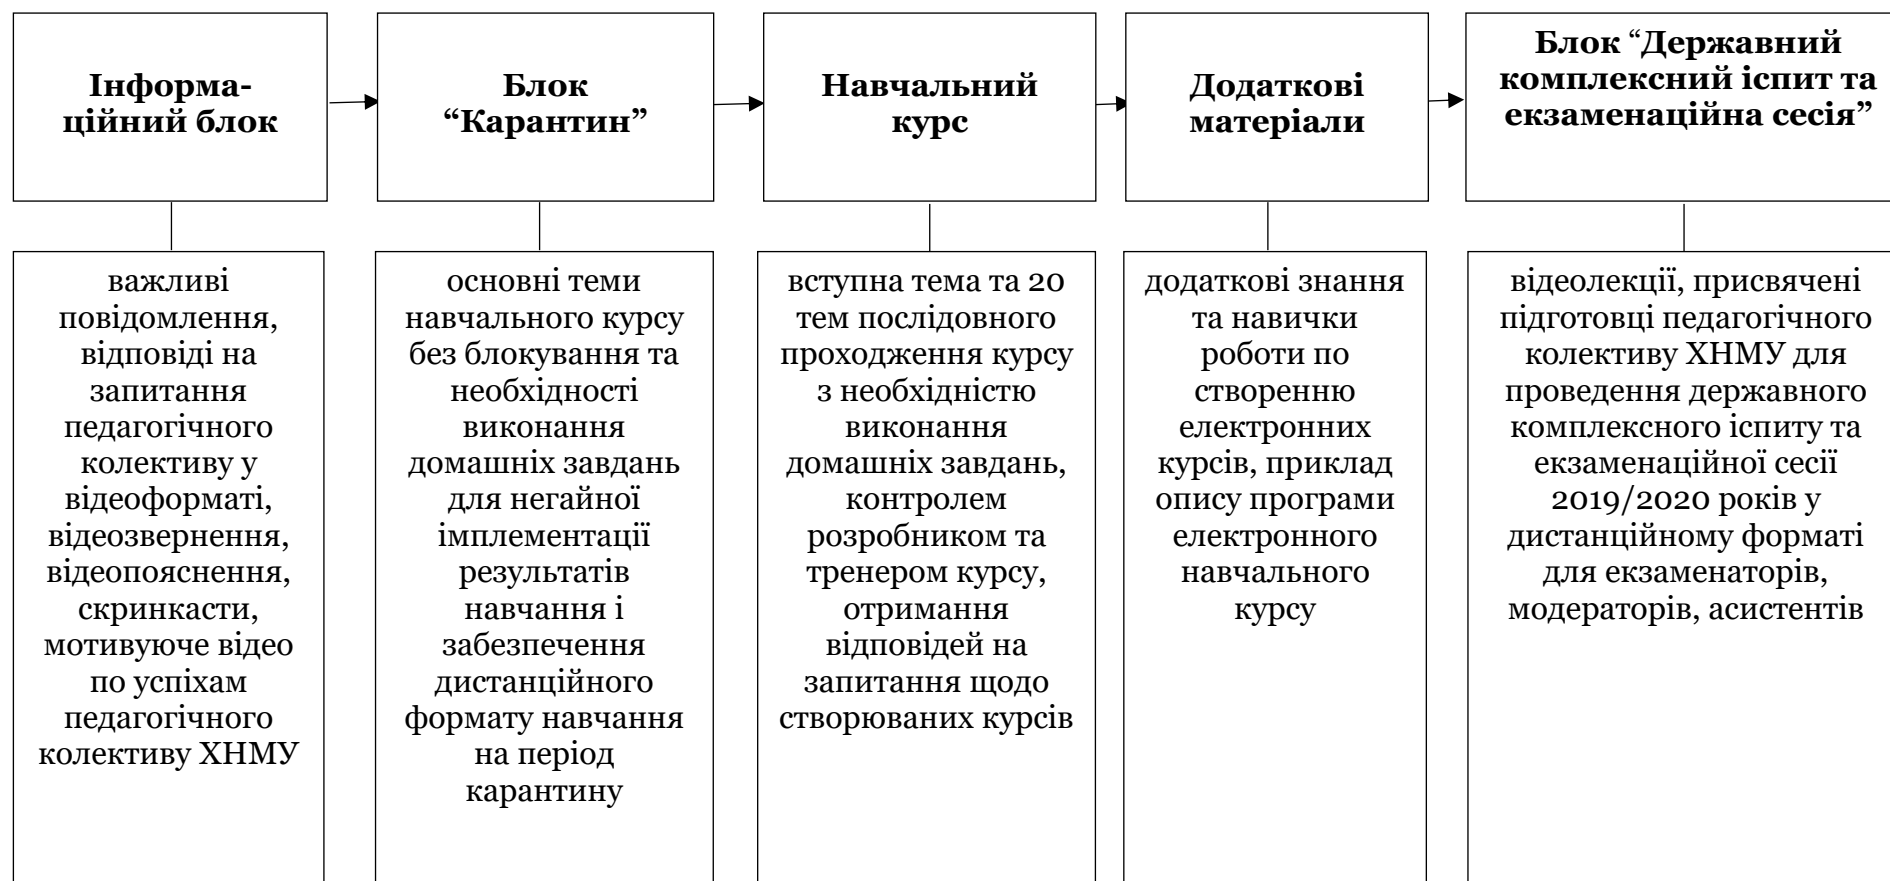 Інформа-
ційний блок
Блок
“Карантин”
Навчальний
курс
Додаткові
матеріали
Блок “Державний
комплексний іспит та
екзаменаційна сесія”
важливі
повідомлення,
відповіді на
запитання
педагогічного
колективу у
відеоформаті,
відеозвернення,
відеопояснення,
скринкасти,
мотивуюче відео
по успіхам
педагогічного
колективу ХНМУ
основні теми
навчального курсу
без блокування та
необхідності
виконання
домашніх завдань
для негайної
імплементації
результатів
навчання і
забезпечення
дистанційного
формату навчання
на період
карантину
вступна тема та 20
тем послідовного
проходження курсу
з необхідністю
виконання
домашніх завдань,
контролем
розробником та
тренером курсу,
отримання
відповідей на
запитання щодо
створюваних курсів
додаткові знання
та навички
роботи по
створенню
електронних
курсів, приклад
опису програми
електронного
навчального
курсу
відеолекції, присвячені
підготовці педагогічного
колективу ХНМУ для
проведення державного
комплексного іспиту та
екзаменаційної сесії
2019/2020 років у
дистанційному форматі
для екзаменаторів,
модераторів, асистентів